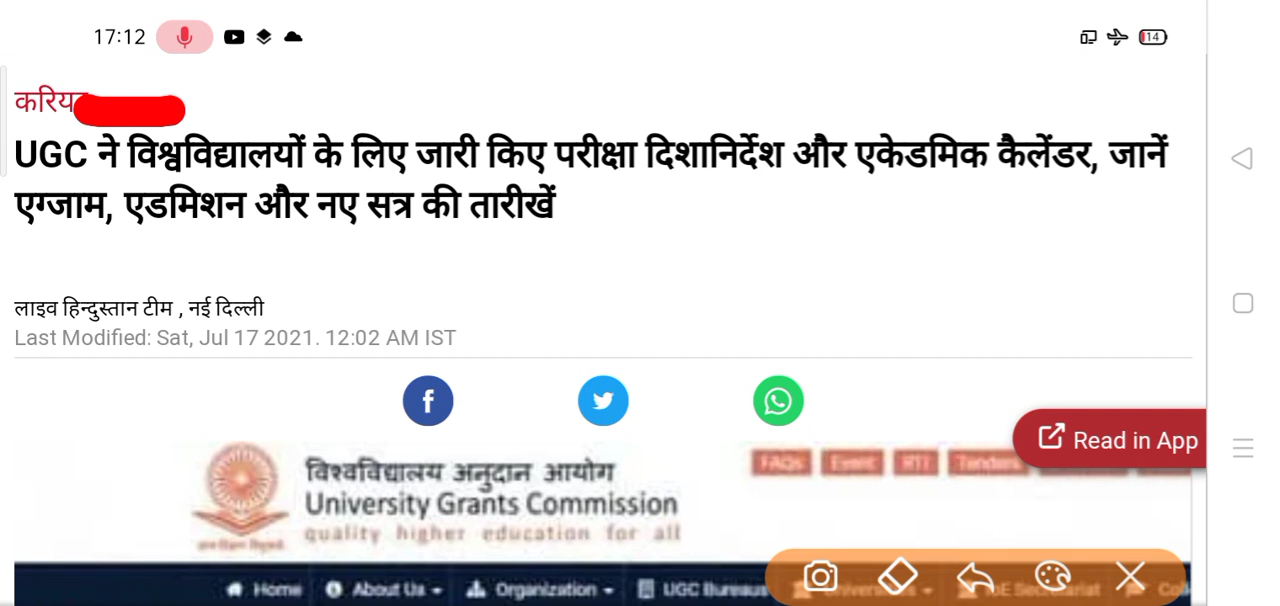 17:12
14
UGC ने विश्वविद्यालयों के लिए जारी किए परीक्षा दिशानिर्देश और एकेडमिक कैलेंडर, जानें
एग्जाम, एडमिशन और नए सत्र की तारीखें
लाइव हिन्दुस्तान टीम , नई दिल्ली
Last Modified: Sat, Jul 17 2021. 12:02 AM IST
f
Read in App
विश्वविद्यालय अनुदान आयोग
University Grants Commission
quality higher education for all
FAQs Event RTI Tenders
Home About Us Organization UGC Bureaus